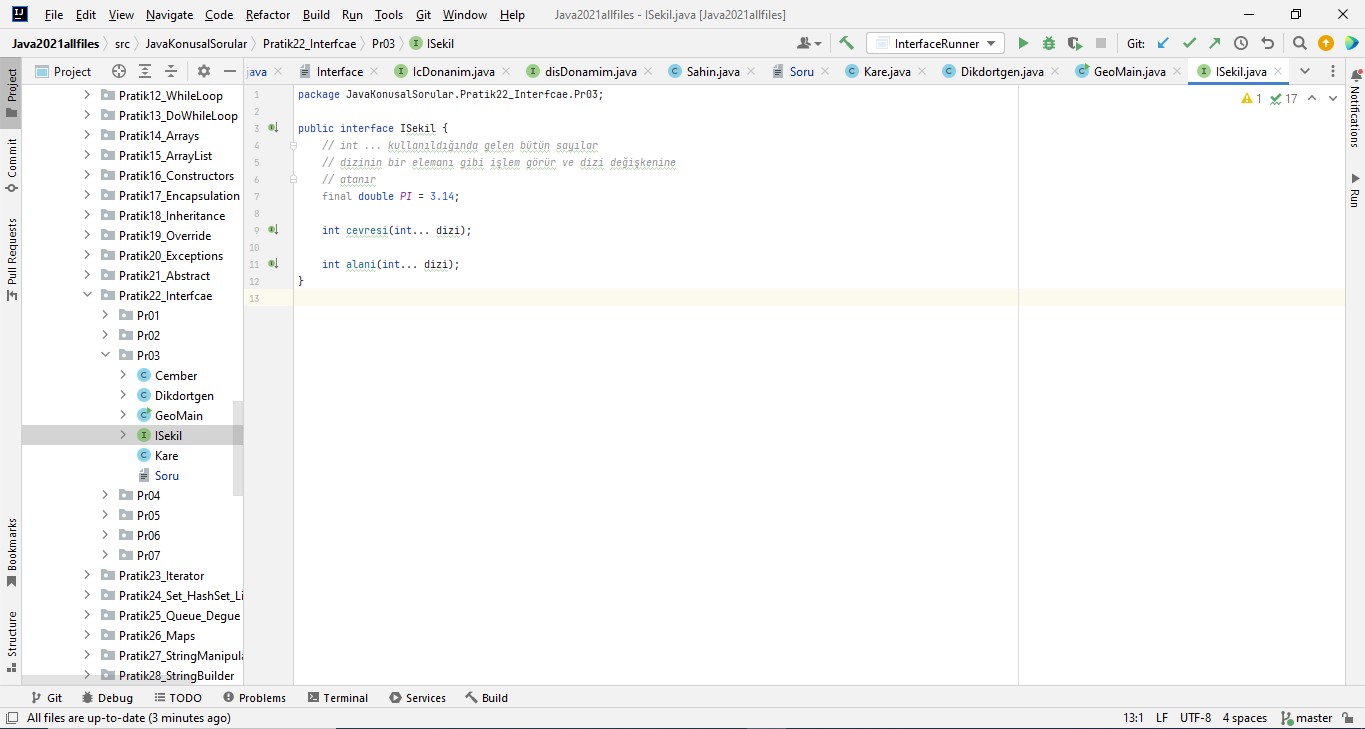 File Edit View Navigate Code Refactor Build Run Tools Git Window Help Java2021allfiles - ISekil.java [Java2021allfiles]
Java2021allfiles src JavaKonusalSorular Pratik22_Interfcae Pr03 ISekil InterfaceRunner Git:
Project java Interface IcDonanim.java disDonamim.java Sahin.java Soru Kare.java Dikdortgen.java GeoMain.java ISekil.java
Project
Commit
Pull Requests
Bookmarks
Structure
Pratik12_WhileLoop
Pratik13_DoWhileLoop
Pratik14_Arrays
Pratik15_ArrayList
Pratik16_Constructors
Pratik17_Encapsulation
Pratik18_Inheritance
Pratik19_Override
Pratik20_Exceptions
Pratik21_Abstract
Pratik22_Interfcae
Pr01
Pr02
Pr03
Cember
Dikdortgen
GeoMain
ISekil
Kare
Soru
Pr04
Pr05
Pr06
Pr07
Pratik23_Iterator
Pratik24_Set_HashSet_Li
Pratik25_Queue_Degue
Pratik26_Maps
Pratik27_StringManipula
Pratik28_StringBuilder
1 package JavaKonusalSorular.Pratik22_Interfcae.Pr03;
2
3 public interface ISekil {
4 // int ... kullanıldığında gelen bütün sayılar
5 // dizinin bir elemanı gibi işlem görür ve dizi değişkenine
6 // atanır
7 final double PI = 3.14;
8
9 int cevresi(int... dizi);
10
11 int alani(int... dizi);
12 }
13
1 17
Notifications
Run
Git Debug TODO Problems Terminal Services Build
All files are up-to-date (3 minutes ago) 13:1 LF UTF-8 4 spaces master